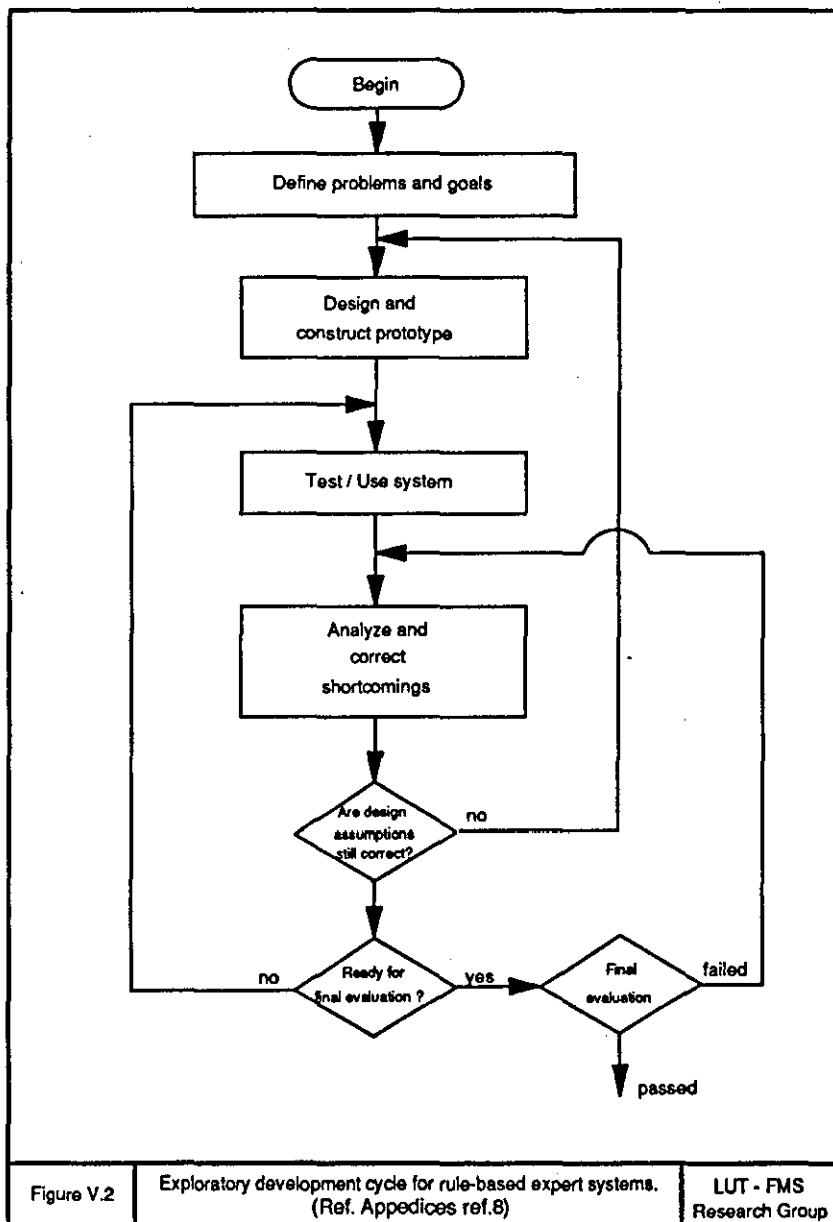 Begin
Define problems and goals
Design and
construct prototype
Test / Use system
Analyze and
correct
shortcomings
Are design
assumptions
still correct?
no
Ready for
final evaluation ?
no
yes
Final
evaluation
failed
passed
Figure V.2
Exploratory development cycle for rule-based expert systems.
(Ref. Appedices ref.8)
LUT - FMS
Research Group